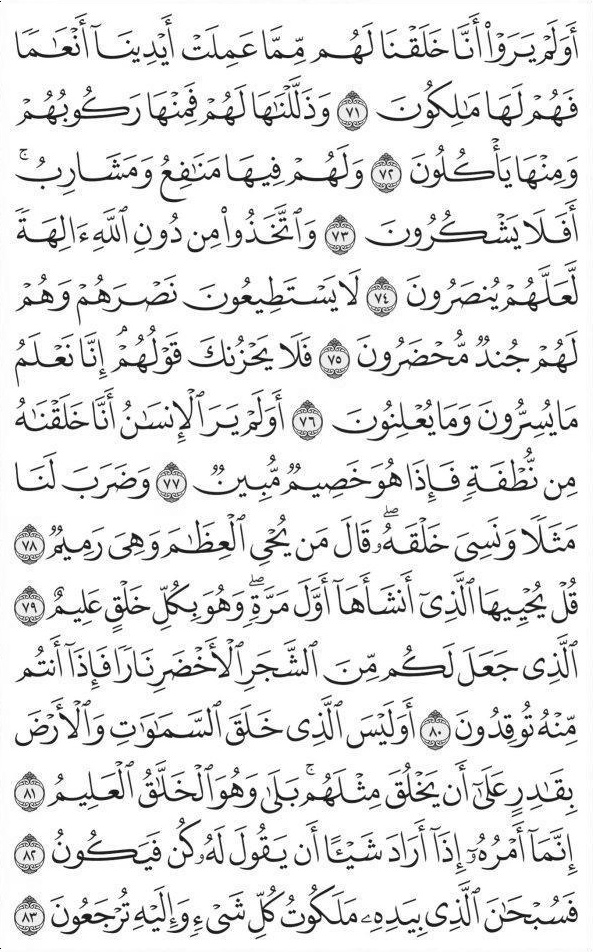 أَوَلَمْ يَرَوْا۟ أَنَّا خَلَقْنَا لَهُم مِّمَّا عَمِلَتْ أَيْدِينَآ أَنْعَٰمًا
فَهُمْ لَهَا مَٰلِكُونَ ٧١ وَذَلَّلْنَٰهَا لَهُمْ فَمِنْهَا رَكُوبُهُمْ
وَمِنْهَا يَأْكُلُونَ ٧٢ وَلَهُمْ فِيهَا مَنَٰفِعُ وَمَشَارِبُ ۚ
أَفَلَا يَشْكُرُونَ ٧٣ وَٱتَّخَذُوا۟ مِن دُونِ ٱللَّهِ ءَالِهَةً
لَّعَلَّهُمْ يُنصَرُونَ ٧٤ لَا يَسْتَطِيعُونَ نَصْرَهُمْ وَهُمْ
لَهُمْ جُندٌ مُّحْضَرُونَ ٧٥ فَلَا يَحْزُنكَ قَوْلُهُمْ ۘ إِنَّا نَعْلَمُ
مَا يُسِرُّونَ وَمَا يُعْلِنُونَ ٧٦ أَوَلَمْ يَرَ ٱلْإِنسَٰنُ أَنَّا خَلَقْنَٰهُ
مِن نُّطْفَةٍ فَإِذَا هُوَ خَصِيمٌ مُّبِينٌ ٧٧ وَضَرَبَ لَنَا
مَثَلًا وَنَسِىَ خَلْقَهُۥ ۖ قَالَ مَن يُحْىِ ٱلْعِظَٰمَ وَهِىَ رَمِيمٌ ٧٨
قُلْ يُحْيِيهَا ٱلَّذِىٓ أَنشَأَهَآ أَوَّلَ مَرَّةٍ ۖ وَهُوَ بِكُلِّ خَلْقٍ عَلِيمٌ ٧٩
ٱلَّذِى جَعَلَ لَكُم مِّنَ ٱلشَّجَرِ ٱلْأَخْضَرِ نَارًا فَإِذَآ أَنتُم
مِّنْهُ تُوقِدُونَ ٨٠ أَوَلَيْسَ ٱلَّذِى خَلَقَ ٱلسَّمَٰوَٰتِ وَٱلْأَرْضَ
بِقَٰدِرٍ عَلَىٰٓ أَن يَخْلُقَ مِثْلَهُم ۚ بَلَىٰ وَهُوَ ٱلْخَلَّٰقُ ٱلْعَلِيمُ ٨١
إِنَّمَآ أَمْرُهُۥٓ إِذَآ أَرَادَ شَيْـًٔا أَن يَقُولَ لَهُۥ كُن فَيَكُونُ ٨٢
فَسُبْحَٰنَ ٱلَّذِى بِيَدِهِۦ مَلَكُوتُ كُلِّ شَىْءٍ وَإِلَيْهِ تُرْجَعُونَ ٨٣